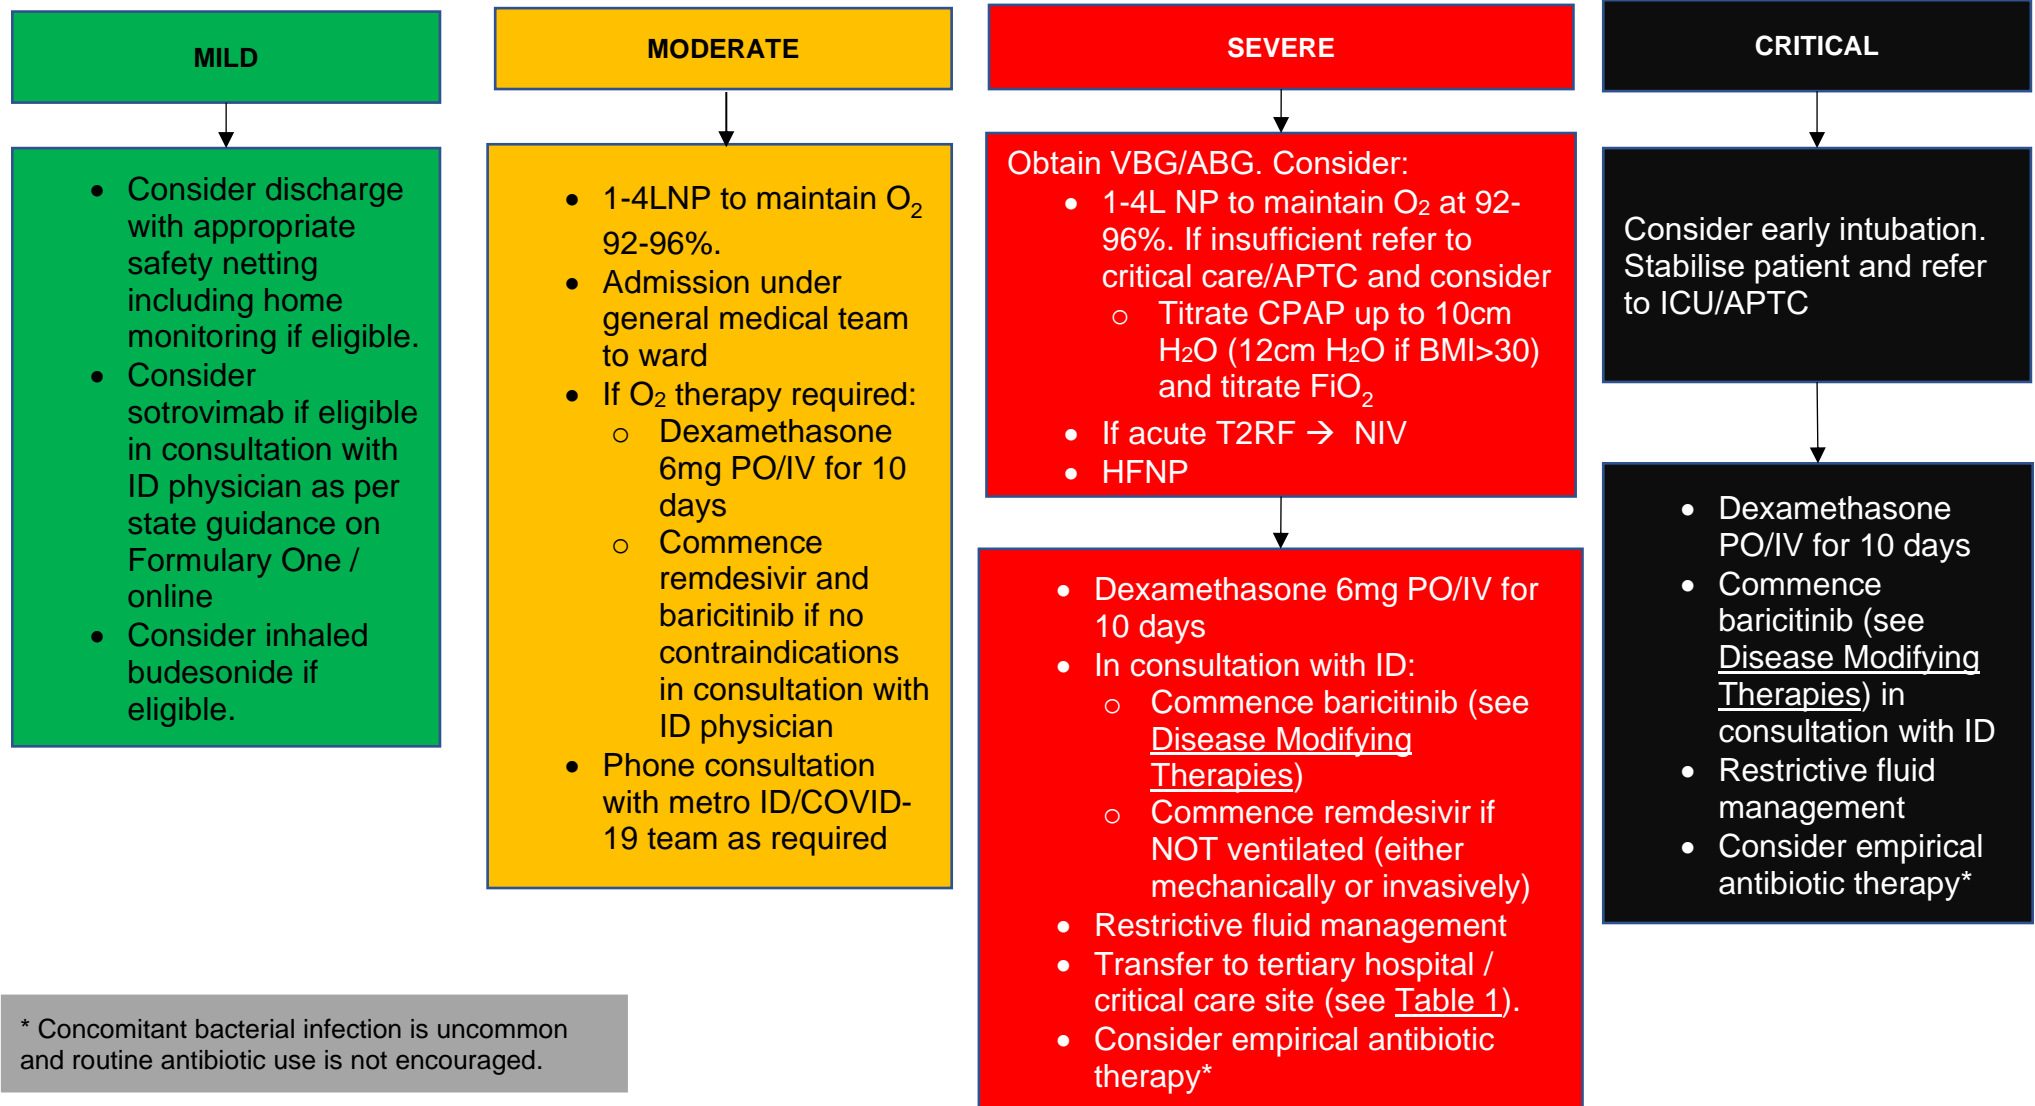 MILD
• Consider discharge
with appropriate
safety netting
including home
monitoring if eligible.
• Consider
sotrovimab if eligible
in consultation with
ID physician as per
state guidance on
Formulary One /
online
• Consider inhaled
budesonide if
eligible.
MODERATE
• 1-4LNP to maintain O₂
92-96%.
• Admission under
general medical team
to ward
• If O₂ therapy required:
o Dexamethasone
6mg PO/IV for 10
days
o Commence
remdesivir and
baricitinib if no
contraindications
in consultation with
ID physician
• Phone consultation
with metro ID/COVID-
19 team as required
SEVERE
Obtain VBG/ABG. Consider:
• 1-4L NP to maintain O₂ at 92-
96%. If insufficient refer to
critical care/APTC and consider
o Titrate CPAP up to 10cm
H₂O (12cm H₂O if BMI>30)
and titrate FiO₂
• If acute T2RF → NIV
• HFNP
• Dexamethasone 6mg PO/IV for
10 days
• In consultation with ID:
o Commence baricitinib (see
Disease Modifying
Therapies)
o Commence remdesivir if
NOT ventilated (either
mechanically or invasively)
• Restrictive fluid management
• Transfer to tertiary hospital /
critical care site (see Table 1).
• Consider empirical antibiotic
therapy*
CRITICAL
Consider early intubation.
Stabilise patient and refer
to ICU/APTC
• Dexamethasone
PO/IV for 10 days
• Commence
baricitinib (see
Disease Modifying
Therapies) in
consultation with ID
• Restrictive fluid
management
• Consider empirical
antibiotic therapy*
* Concomitant bacterial infection is uncommon
and routine antibiotic use is not encouraged.